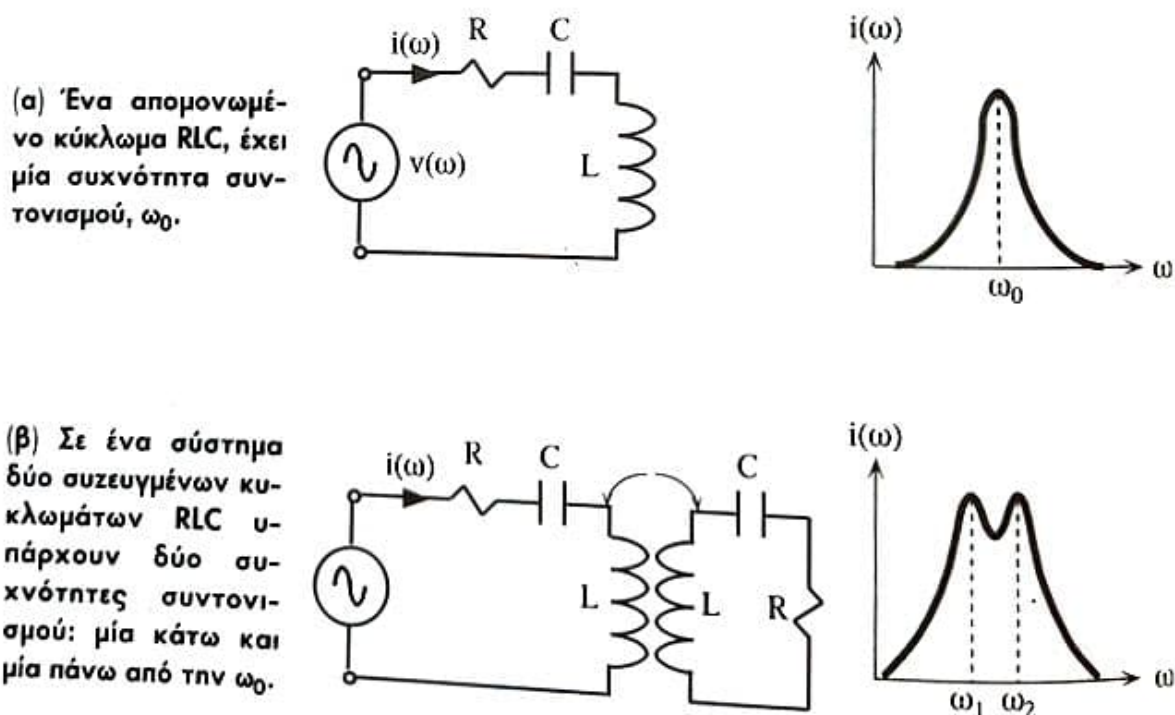 (α) Ένα απομονωμέ-
νο κύκλωμα RLC, έχει
μία συχνότητα συν-
τονισμού, ω₀.
i(ω)
R
C
v(ω)
L
i(ω)
ω
ω₀
(β) Σε ένα σύστημα
δύο συζευγμένων κυ-
κλωμάτων RLC υ-
πάρχουν δύο συ-
χνότητες συντονι-
σμού: μία κάτω και
μία πάνω από την ω₀.
i(ω)
R
C
L
L
C
R
i(ω)
ω
ω₁
ω₂